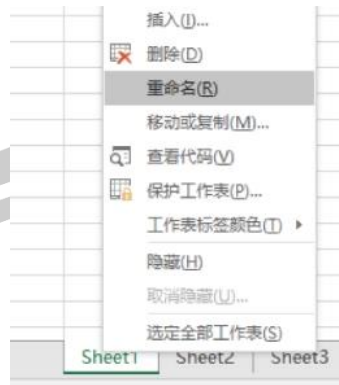 插入(I)...
删除(D)
重命名(R)
移动或复制(M)...
查看代码(V)
保护工作表(P)...
工作表标签颜色(T)
隐藏(H)
取消隐藏(U)...
选定全部工作表(S)
Sheet1 Sheet2 Sheet3